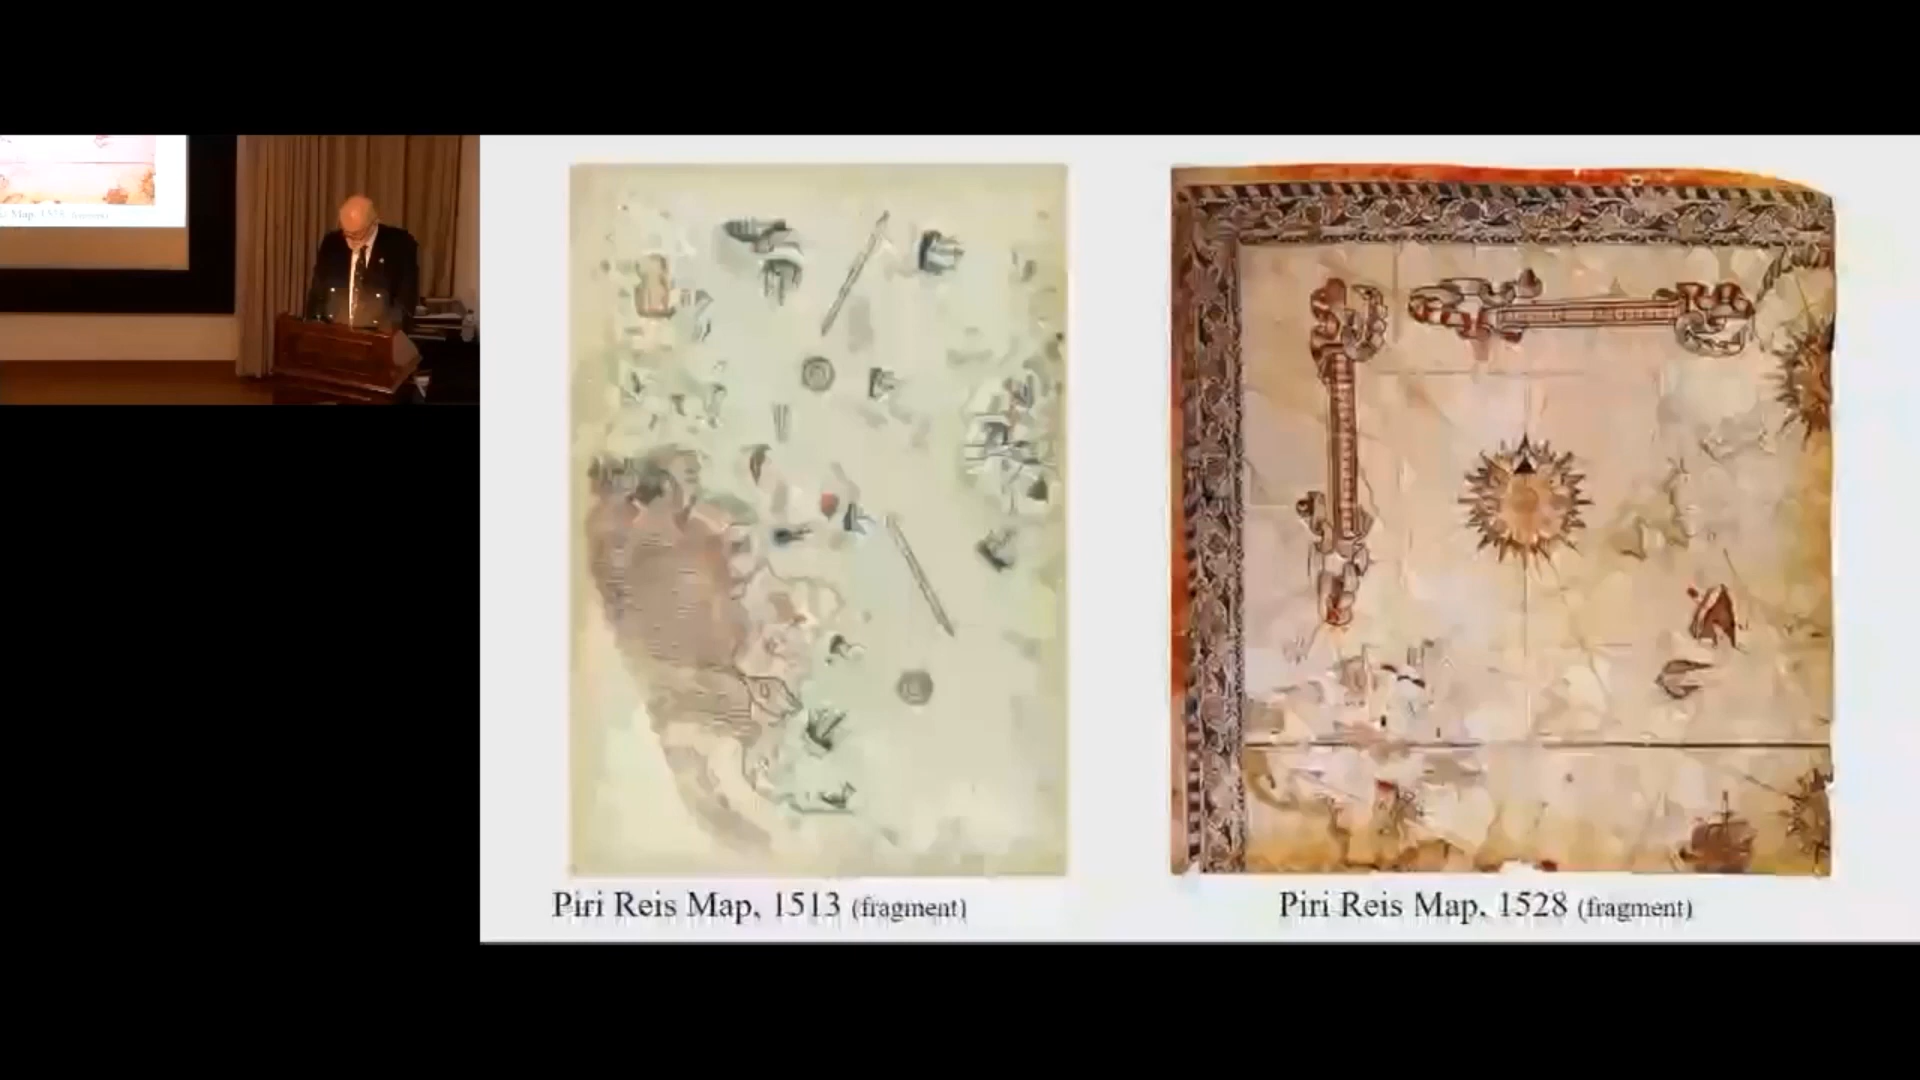 Piri Reis Map, 1513 (fragment)
Piri Reis Map, 1528 (fragment)